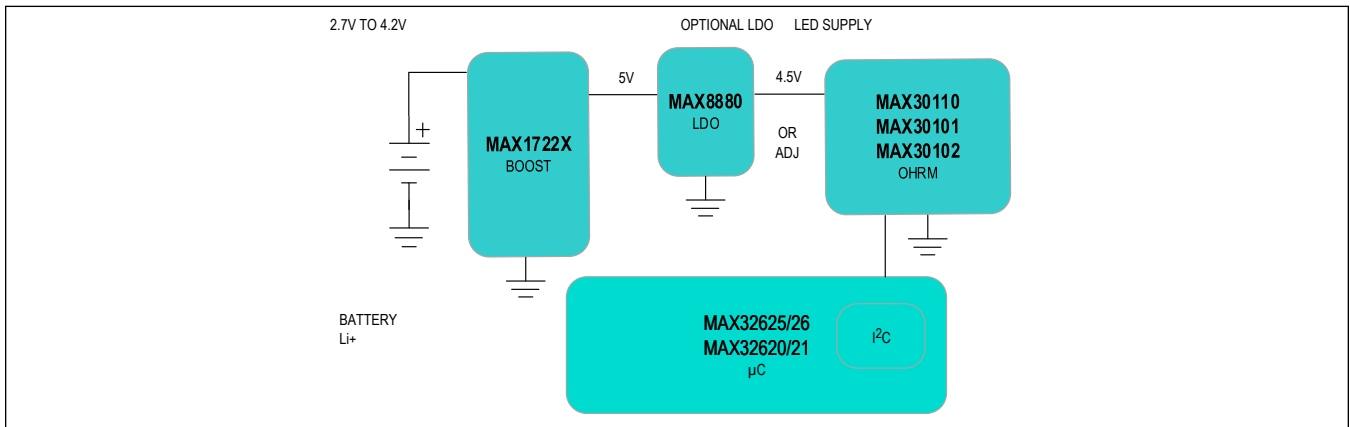 2.7V TO 4.2V
OPTIONAL LDO
LED SUPPLY
+
MAX1722X
BOOST
5V
MAX8880
LDO
4.5V
OR
ADJ
MAX30110
MAX30101
MAX30102
OHRM
BATTERY
Li+
MAX32625/26
MAX32620/21
µC
I²C